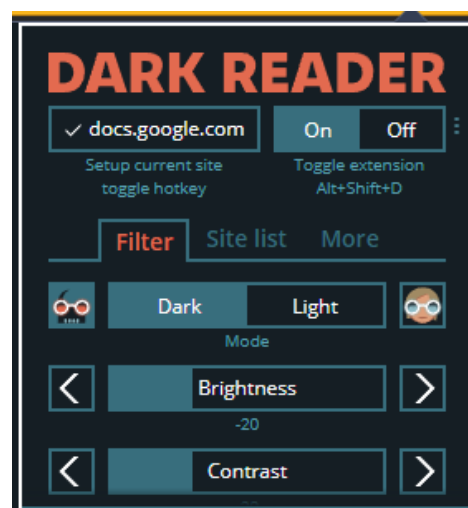 DARK READER
docs.google.com
On Off
Setup current site
toggle hotkey
Toggle extension
Alt+Shift+D
Filter Site list More
Dark Light
Mode
Brightness
-20
Contrast